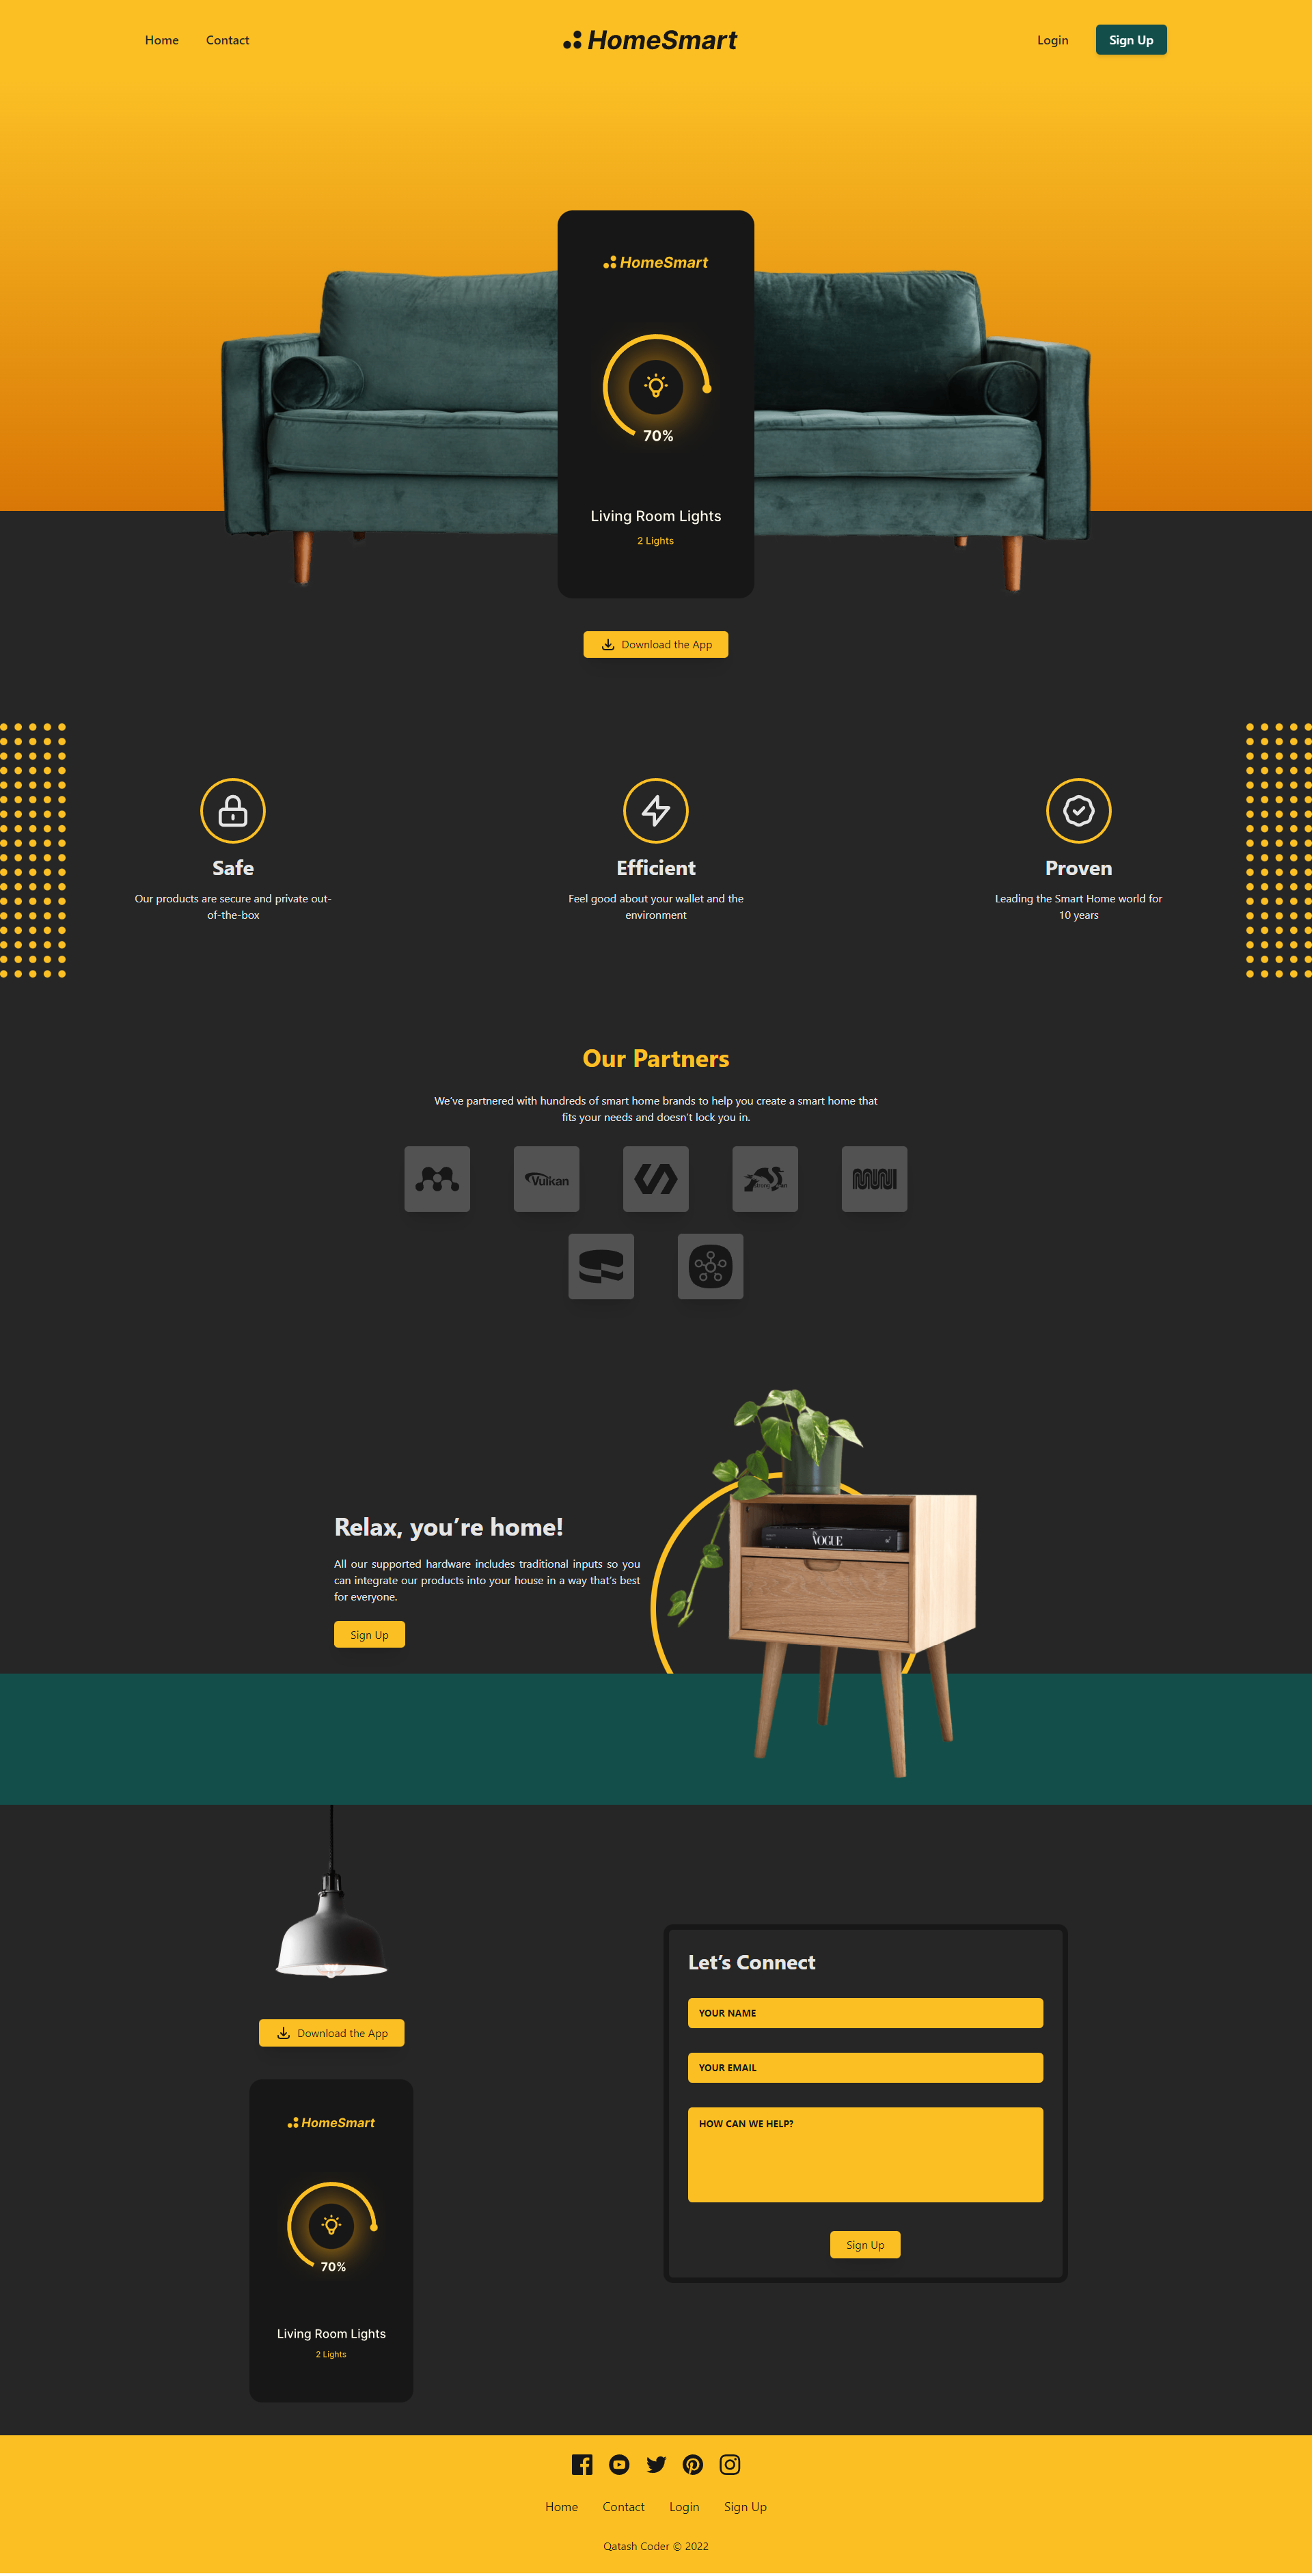 Home
Contact
HomeSmart
Login
Sign Up
HomeSmart
70%
Living Room Lights
2 Lights
Download the App
Safe
Our products are secure and private out-
of-the-box
Efficient
Feel good about your wallet and the
environment
Proven
Leading the Smart Home world for
10 years
Our Partners
We’ve partnered with hundreds of smart home brands to help you create a smart home that
fits your needs and doesn’t lock you in.
Vulkan
Relax, you’re home!
All our supported hardware includes traditional inputs so you
can integrate our products into your house in a way that’s best
for everyone.
Sign Up
VOGUE
Download the App
HomeSmart
70%
Living Room Lights
2 Lights
Let’s Connect
YOUR NAME
YOUR EMAIL
HOW CAN WE HELP?
Sign Up
Home
Contact
Login
Sign Up
Qatash Coder © 2022